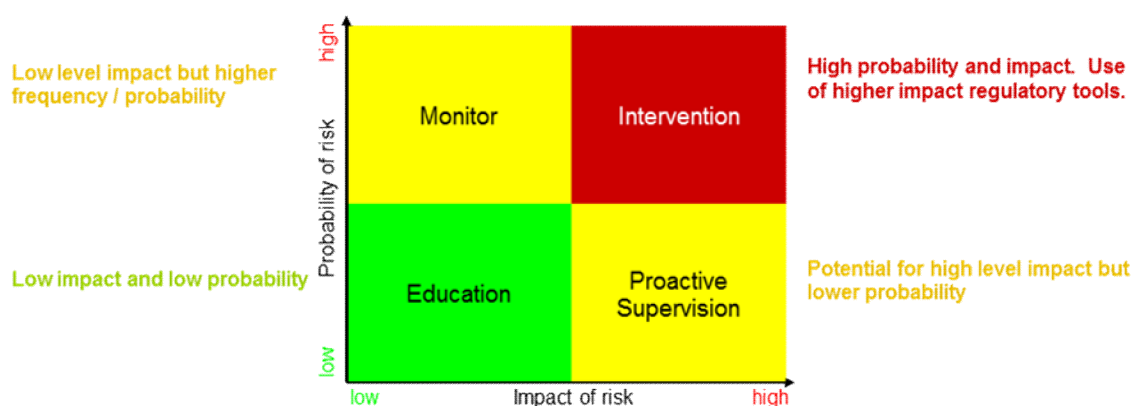 Low level impact but higher
frequency / probability
Low impact and low probability
high
Probability of risk
low
Monitor
Intervention
Education
Proactive
Supervision
low
Impact of risk
high
High probability and impact.  Use
of higher impact regulatory tools.
Potential for high level impact but
lower probability